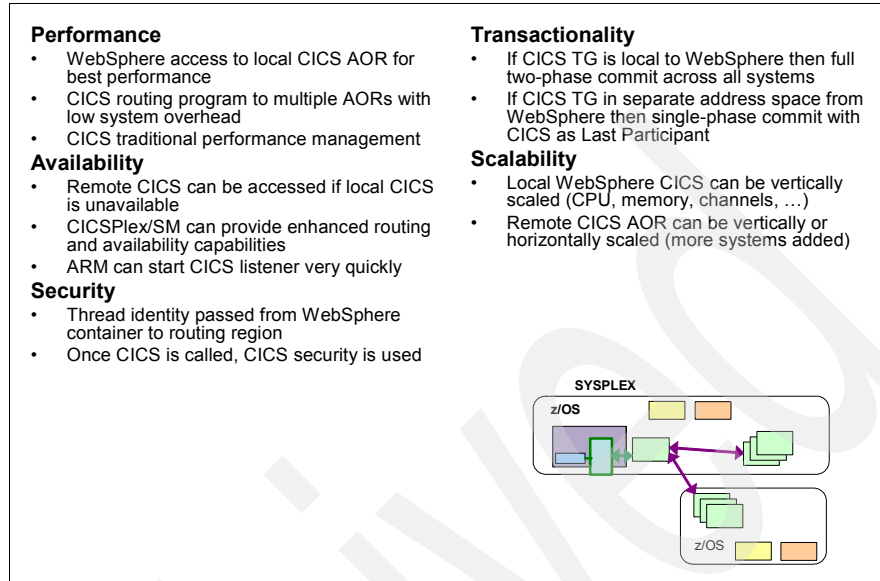 Performance
• WebSphere access to local CICS AOR for
best performance
• CICS routing program to multiple AORs with
low system overhead
• CICS traditional performance management
Availability
• Remote CICS can be accessed if local CICS
is unavailable
• CICSPlex/SM can provide enhanced routing
and availability capabilities
• ARM can start CICS listener very quickly
Security
• Thread identity passed from WebSphere
container to routing region
• Once CICS is called, CICS security is used
Transactionality
• If CICS TG is local to WebSphere then full
two-phase commit across all systems
• If CICS TG in separate address space from
WebSphere then single-phase commit with
CICS as Last Participant
Scalability
• Local WebSphere CICS can be vertically
scaled (CPU, memory, channels, …)
• Remote CICS AOR can be vertically or
horizontally scaled (more systems added)
SYSPLEX
z/OS
z/OS